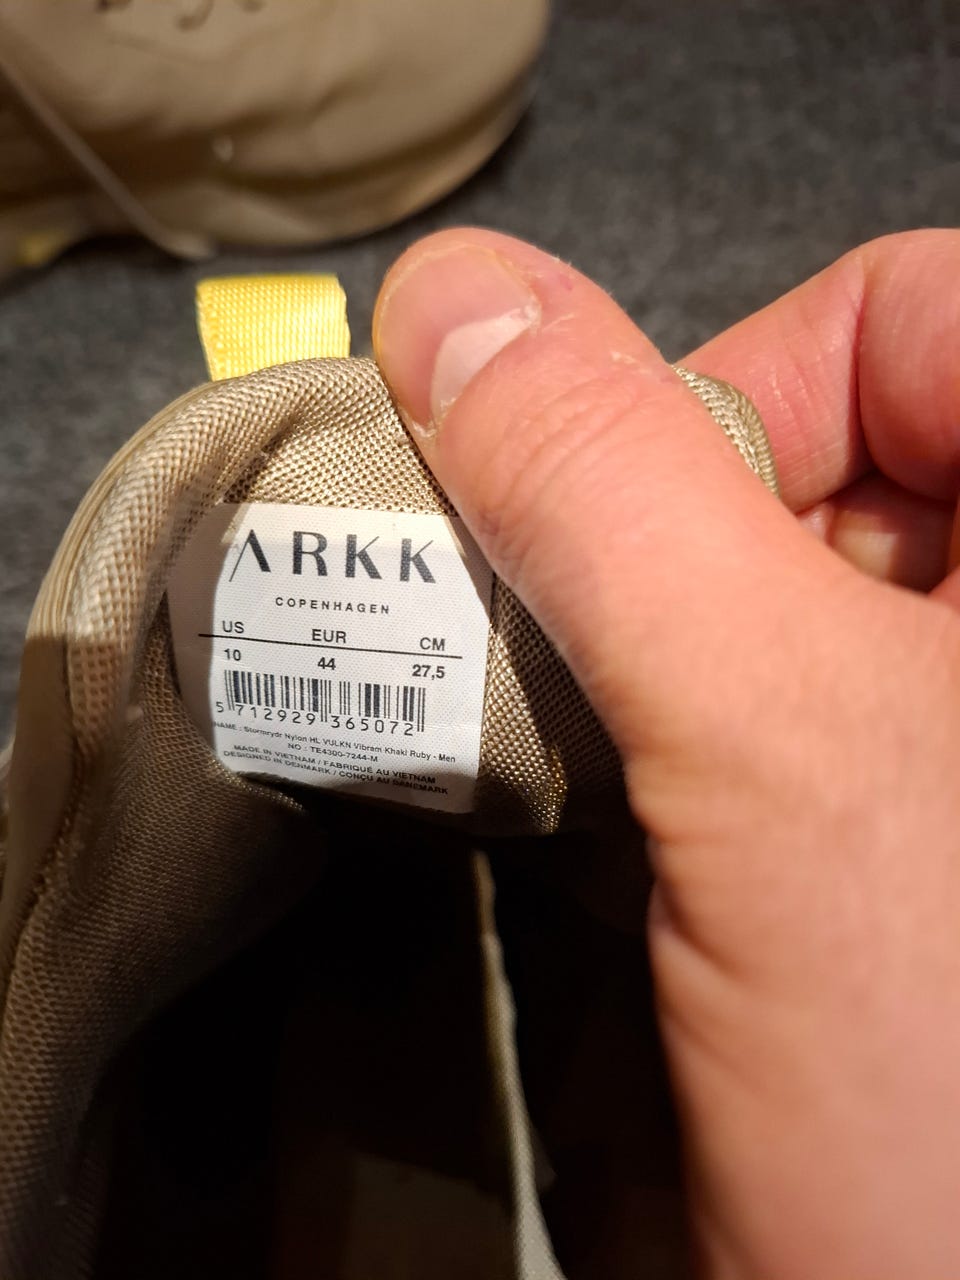 ARKK
COPENHAGEN
US EUR CM
10 44 27,5
5 712929 365072
NAME : Stormrydr Nylon HL VULKN Vibram Khaki Ruby - Men
NO : TE4300-7244-M
MADE IN VIETNAM / FABRIQUÉ AU VIETNAM
DESIGNED IN DENMARK / CONÇU AU DANEMARK